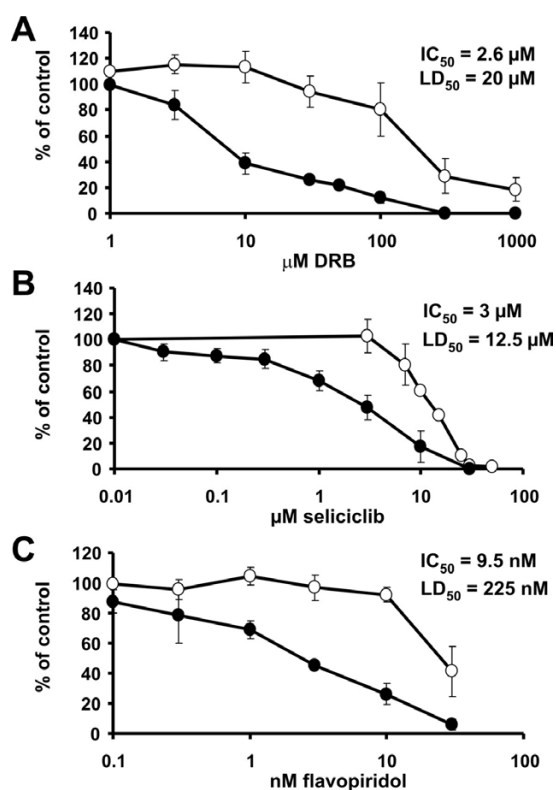 A
140
120
100
80
60
40
20
0
% of control
IC50 = 2.6 µM
LD50 = 20 µM
1 10 100 1000
µM DRB
B
140
120
100
80
60
40
20
0
% of control
IC50 = 3 µM
LD50 = 12.5 µM
0.01 0.1 1 10 100
µM seliciclib
C
120
100
80
60
40
20
0
% of control
IC50 = 9.5 nM
LD50 = 225 nM
0.1 1 10 100
nM flavopiridol